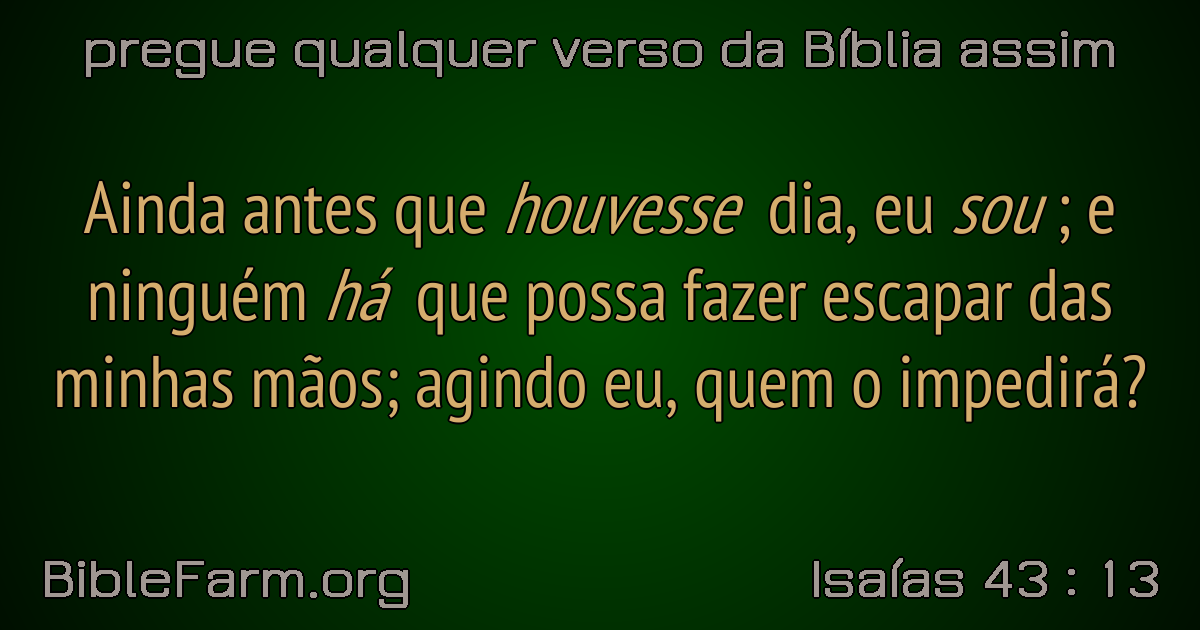 pregue qualquer verso da Bíblia assim
Ainda antes que houvesse dia, eu sou ; e
ninguém há que possa fazer escapar das
minhas mãos; agindo eu, quem o impedirá?
BibleFarm.org
Isaías 43 : 13